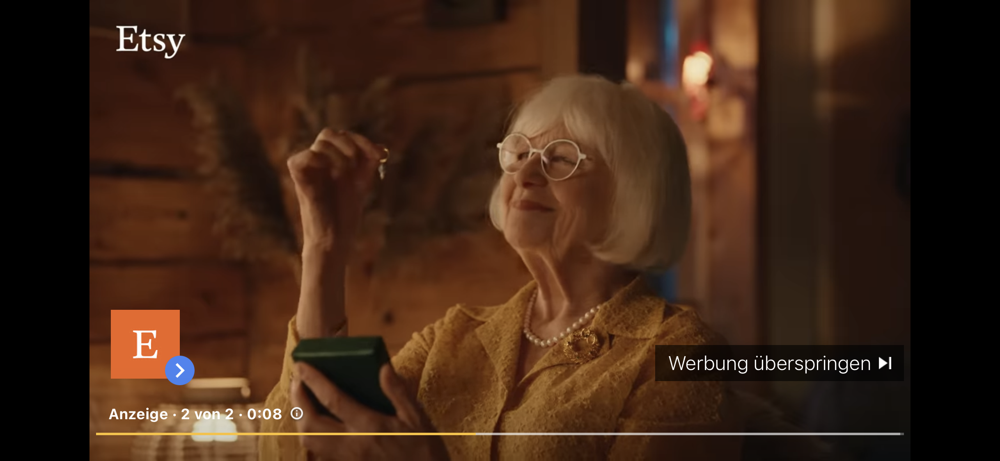 Etsy
E
Werbung überspringen
Anzeige · 2 von 2 · 0:08